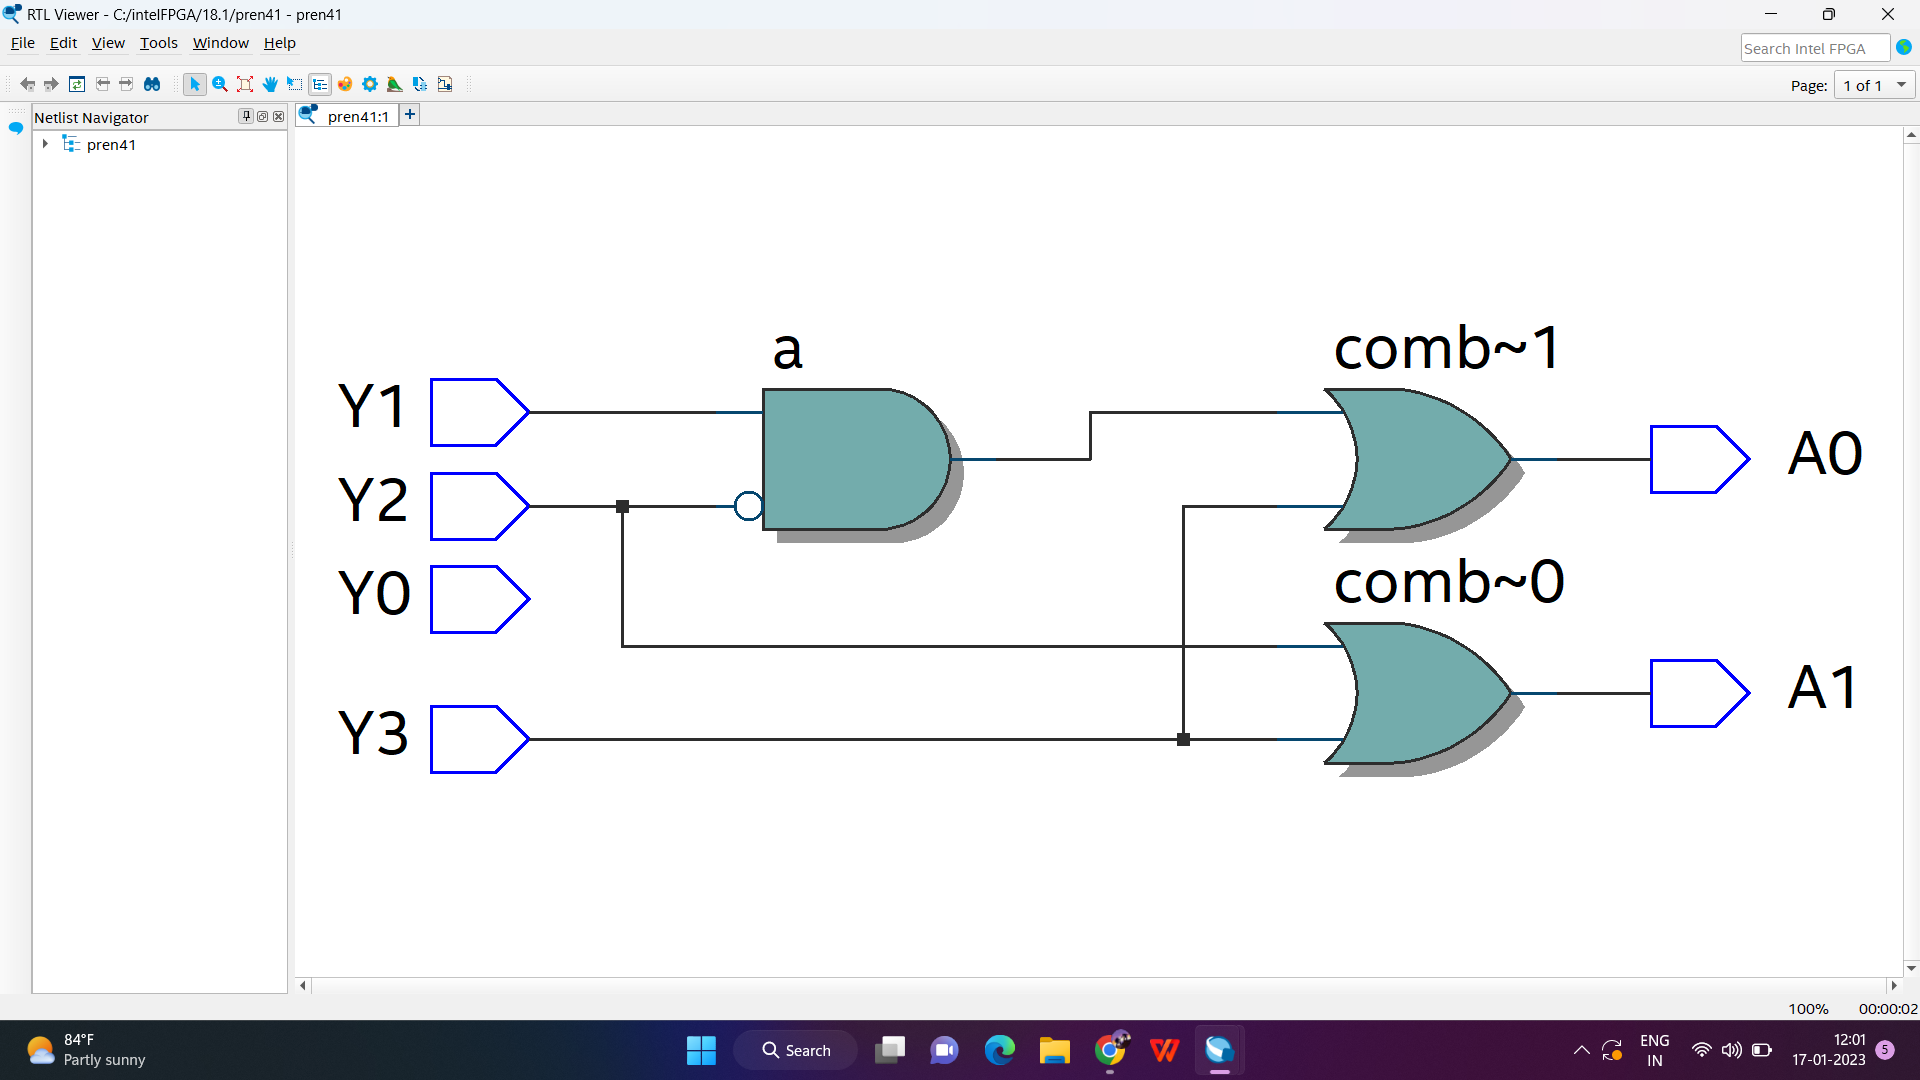 RTL Viewer - C:/intelFPGA/18.1/pren41 - pren41
File Edit View Tools Window Help
Search Intel FPGA
Page: 1 of 1
Netlist Navigator
pren41:1
+
pren41
a
comb~1
Y1
A0
Y2
comb~0
Y0
A1
Y3
100% 00:00:02
84°F
Partly sunny
Search
ENG
IN
12:01
17-01-2023
5